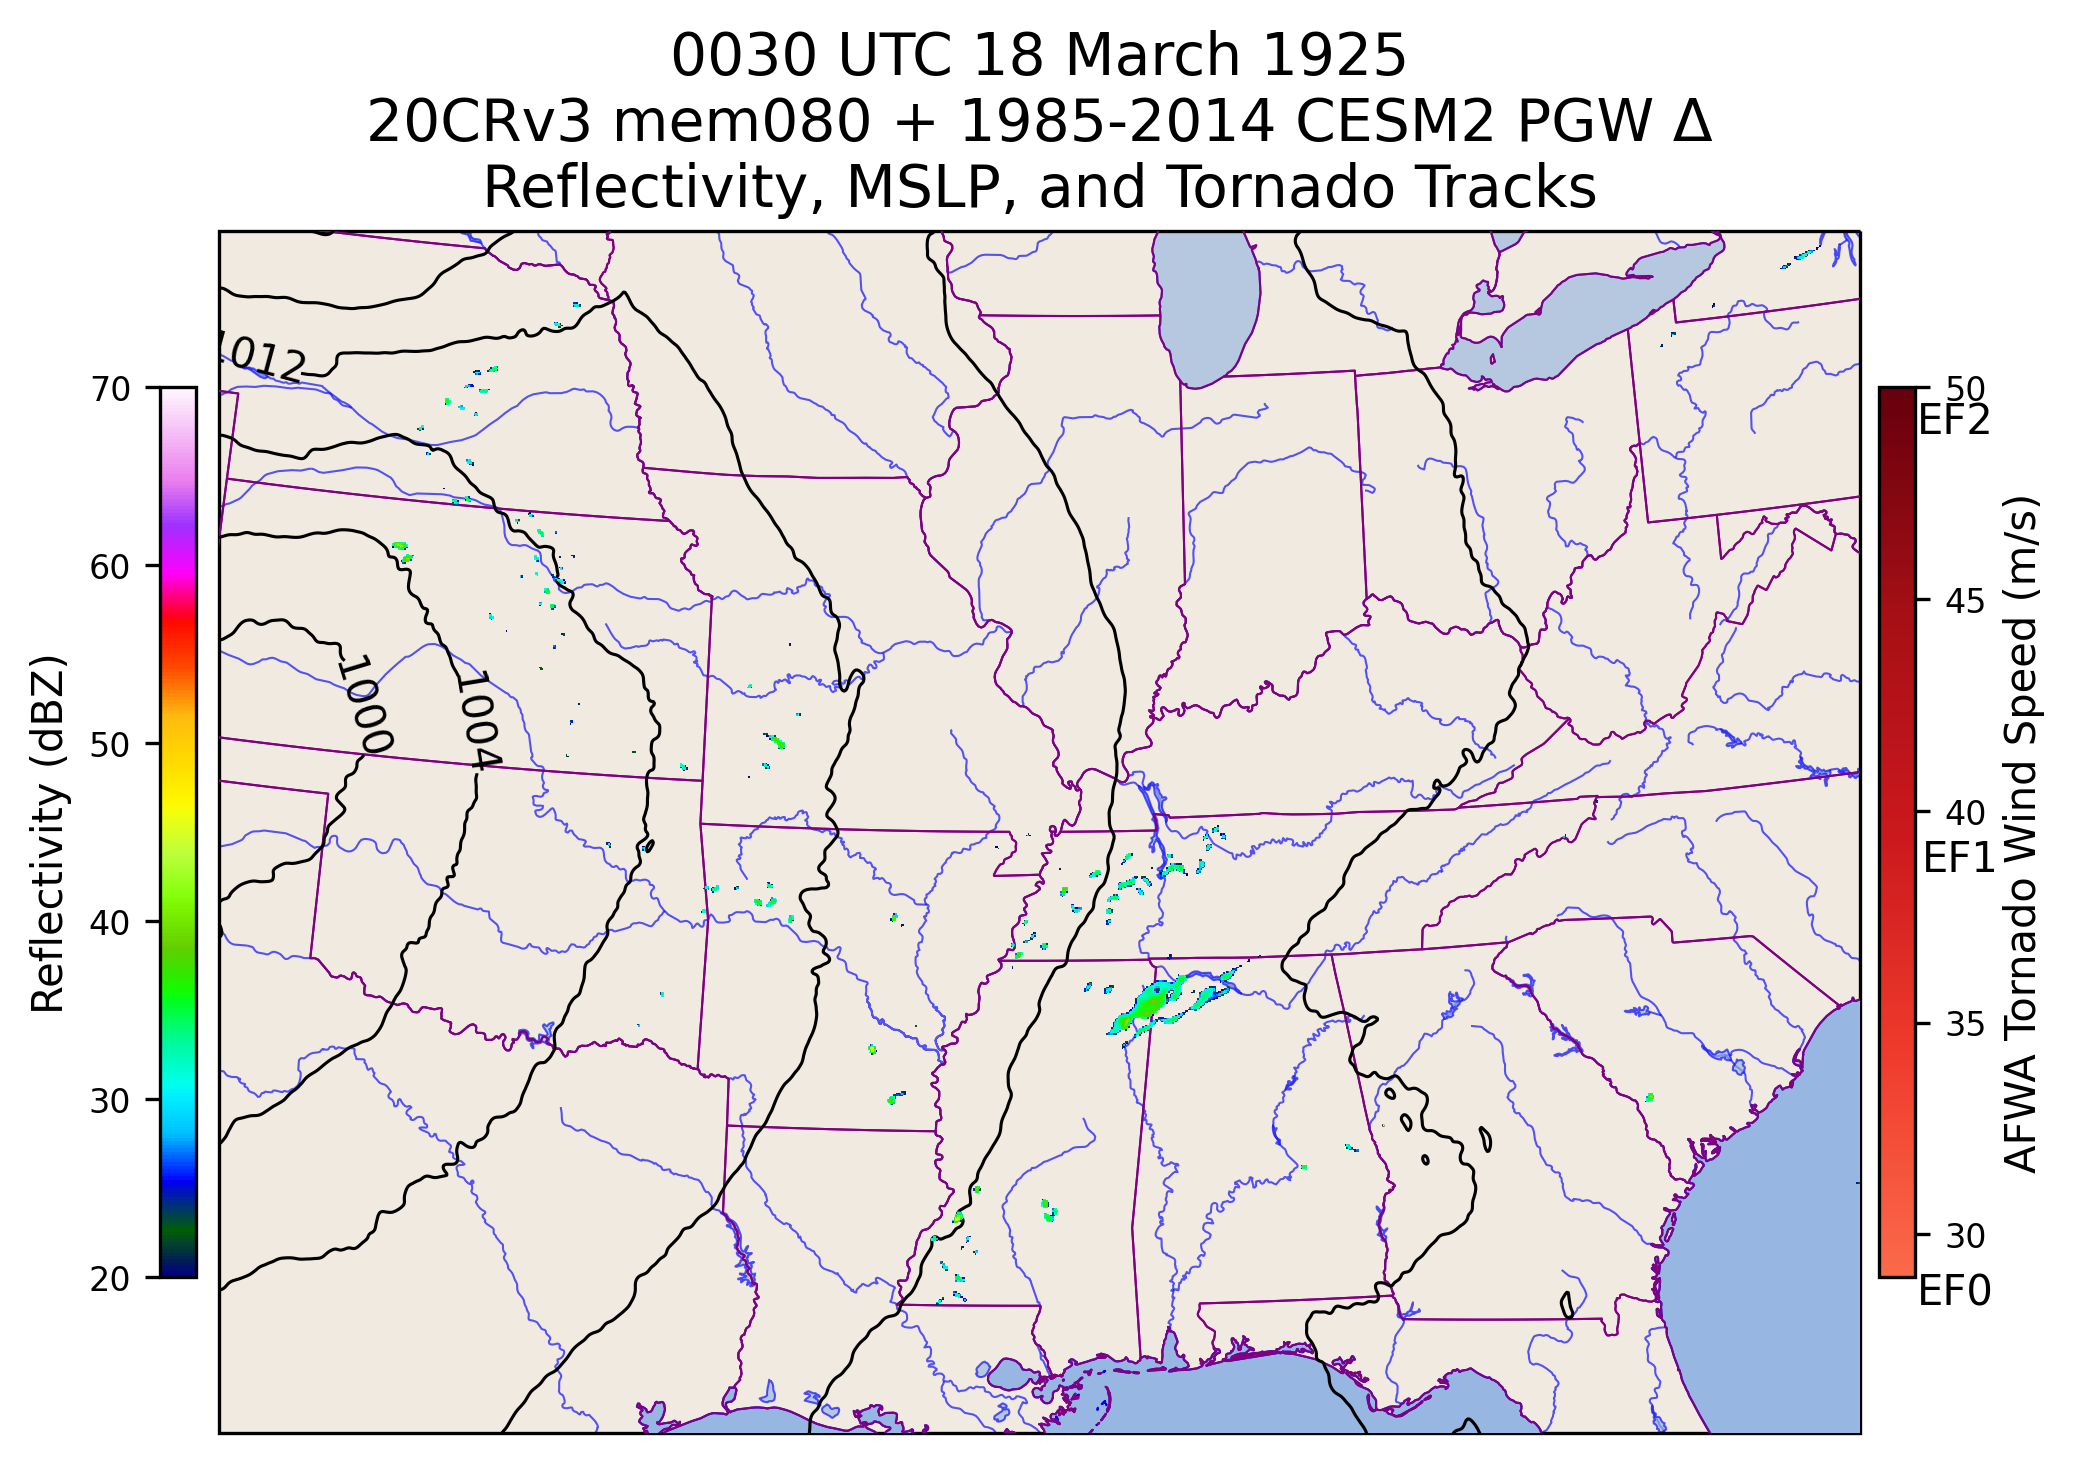 0030 UTC 18 March 1925
20CRv3 mem080 + 1985-2014 CESM2 PGW Δ
Reflectivity, MSLP, and Tornado Tracks
1012
1000
1004
70
60
50
40
30
20
Reflectivity (dBZ)
50
EF2
45
40
EF1
35
30
EF0
AFWA Tornado Wind Speed (m/s)